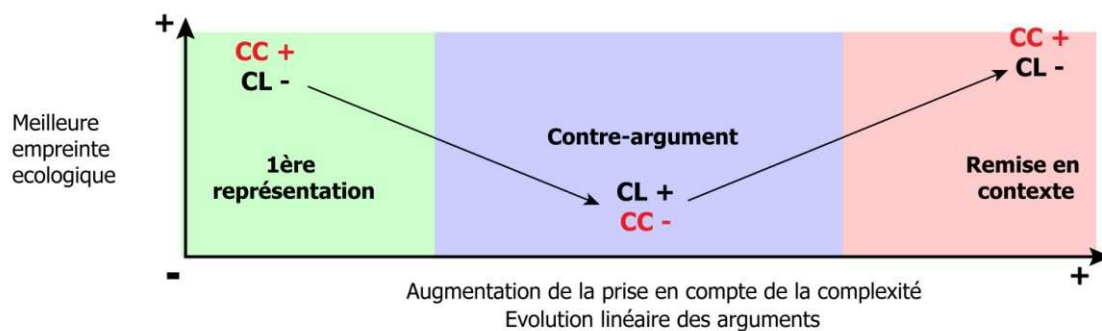 +
CC +
CL -
CC +
CL -
Meilleure
empreinte
ecologique
Contre-argument
1ère
représentation
Remise en
contexte
CL +
CC -
-
+
Augmentation de la prise en compte de la complexité
Evolution linéaire des arguments